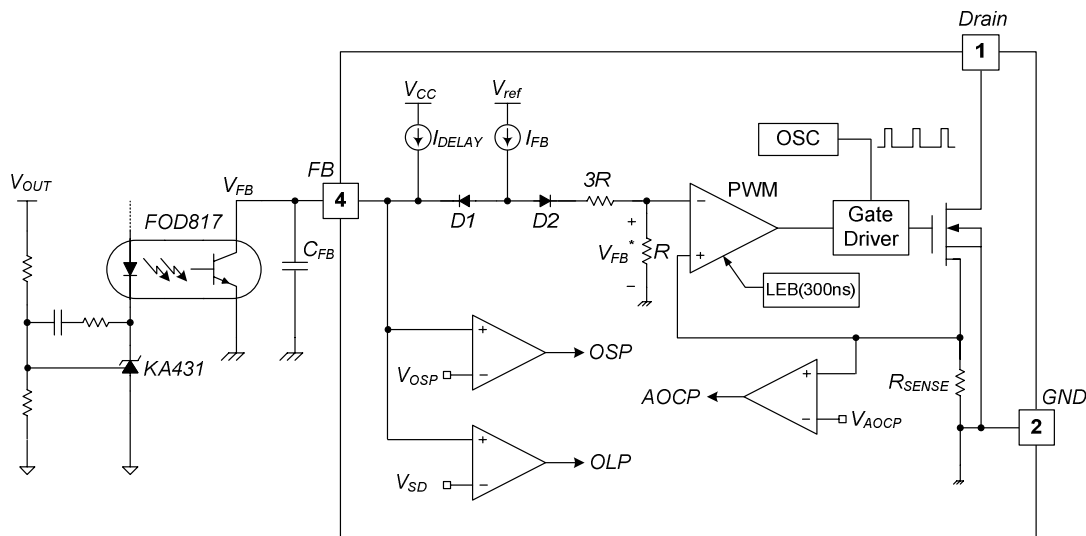 Drain
1
VCC
Vref
OSC
IDELAY
IFB
FB
4
VOUT
VFB
3R
PWM
FOD817
D1
D2
Gate
Driver
CFB
+
VFB*
R
−
−
+
LEB(300ns)
KA431
+
VOSP
−
OSP
RSENSE
GND
2
AOCP
+
−
VAOCP
+
VSD
−
OLP